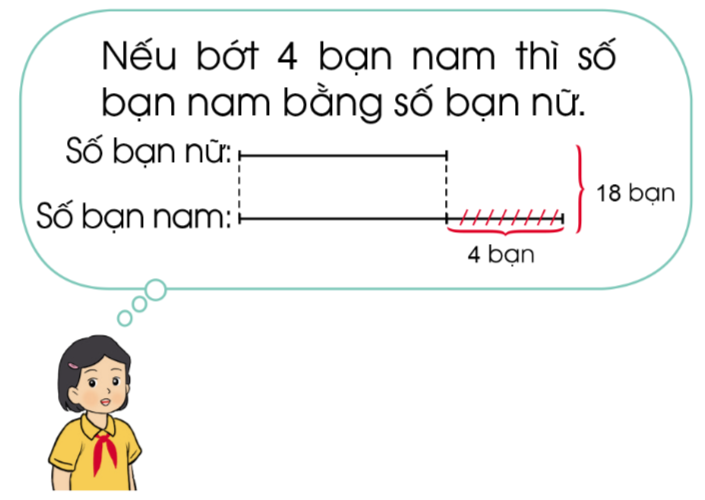 Nếu bớt 4 bạn nam thì số
bạn nam bằng số bạn nữ.
Số bạn nữ:
18 bạn
Số bạn nam:
4 bạn